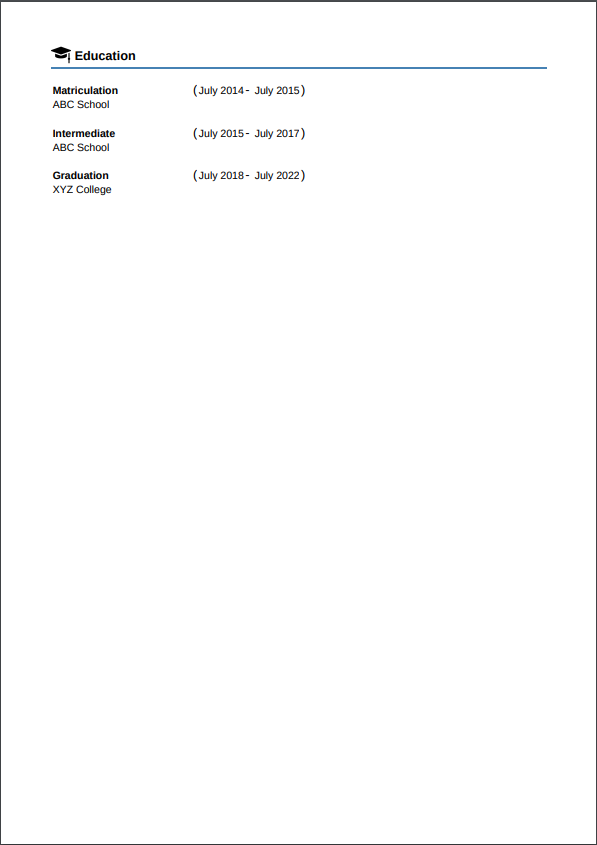 Education
Matriculation (July 2014 - July 2015)
ABC School
Intermediate (July 2015 - July 2017)
ABC School
Graduation (July 2018 - July 2022)
XYZ College